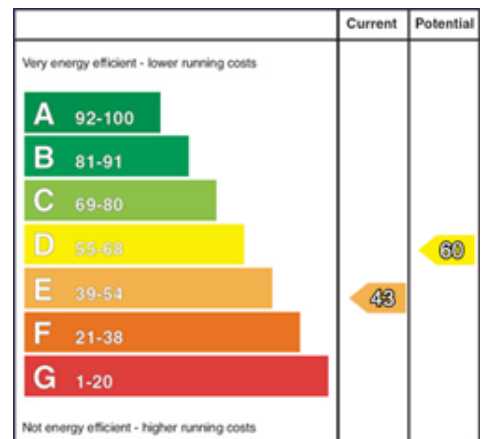 Current Potential
Very energy efficient - lower running costs
A 92-100
B 81-91
C 69-80
D 55-68 60
E 39-54 43
F 21-38
G 1-20
Not energy efficient - higher running costs